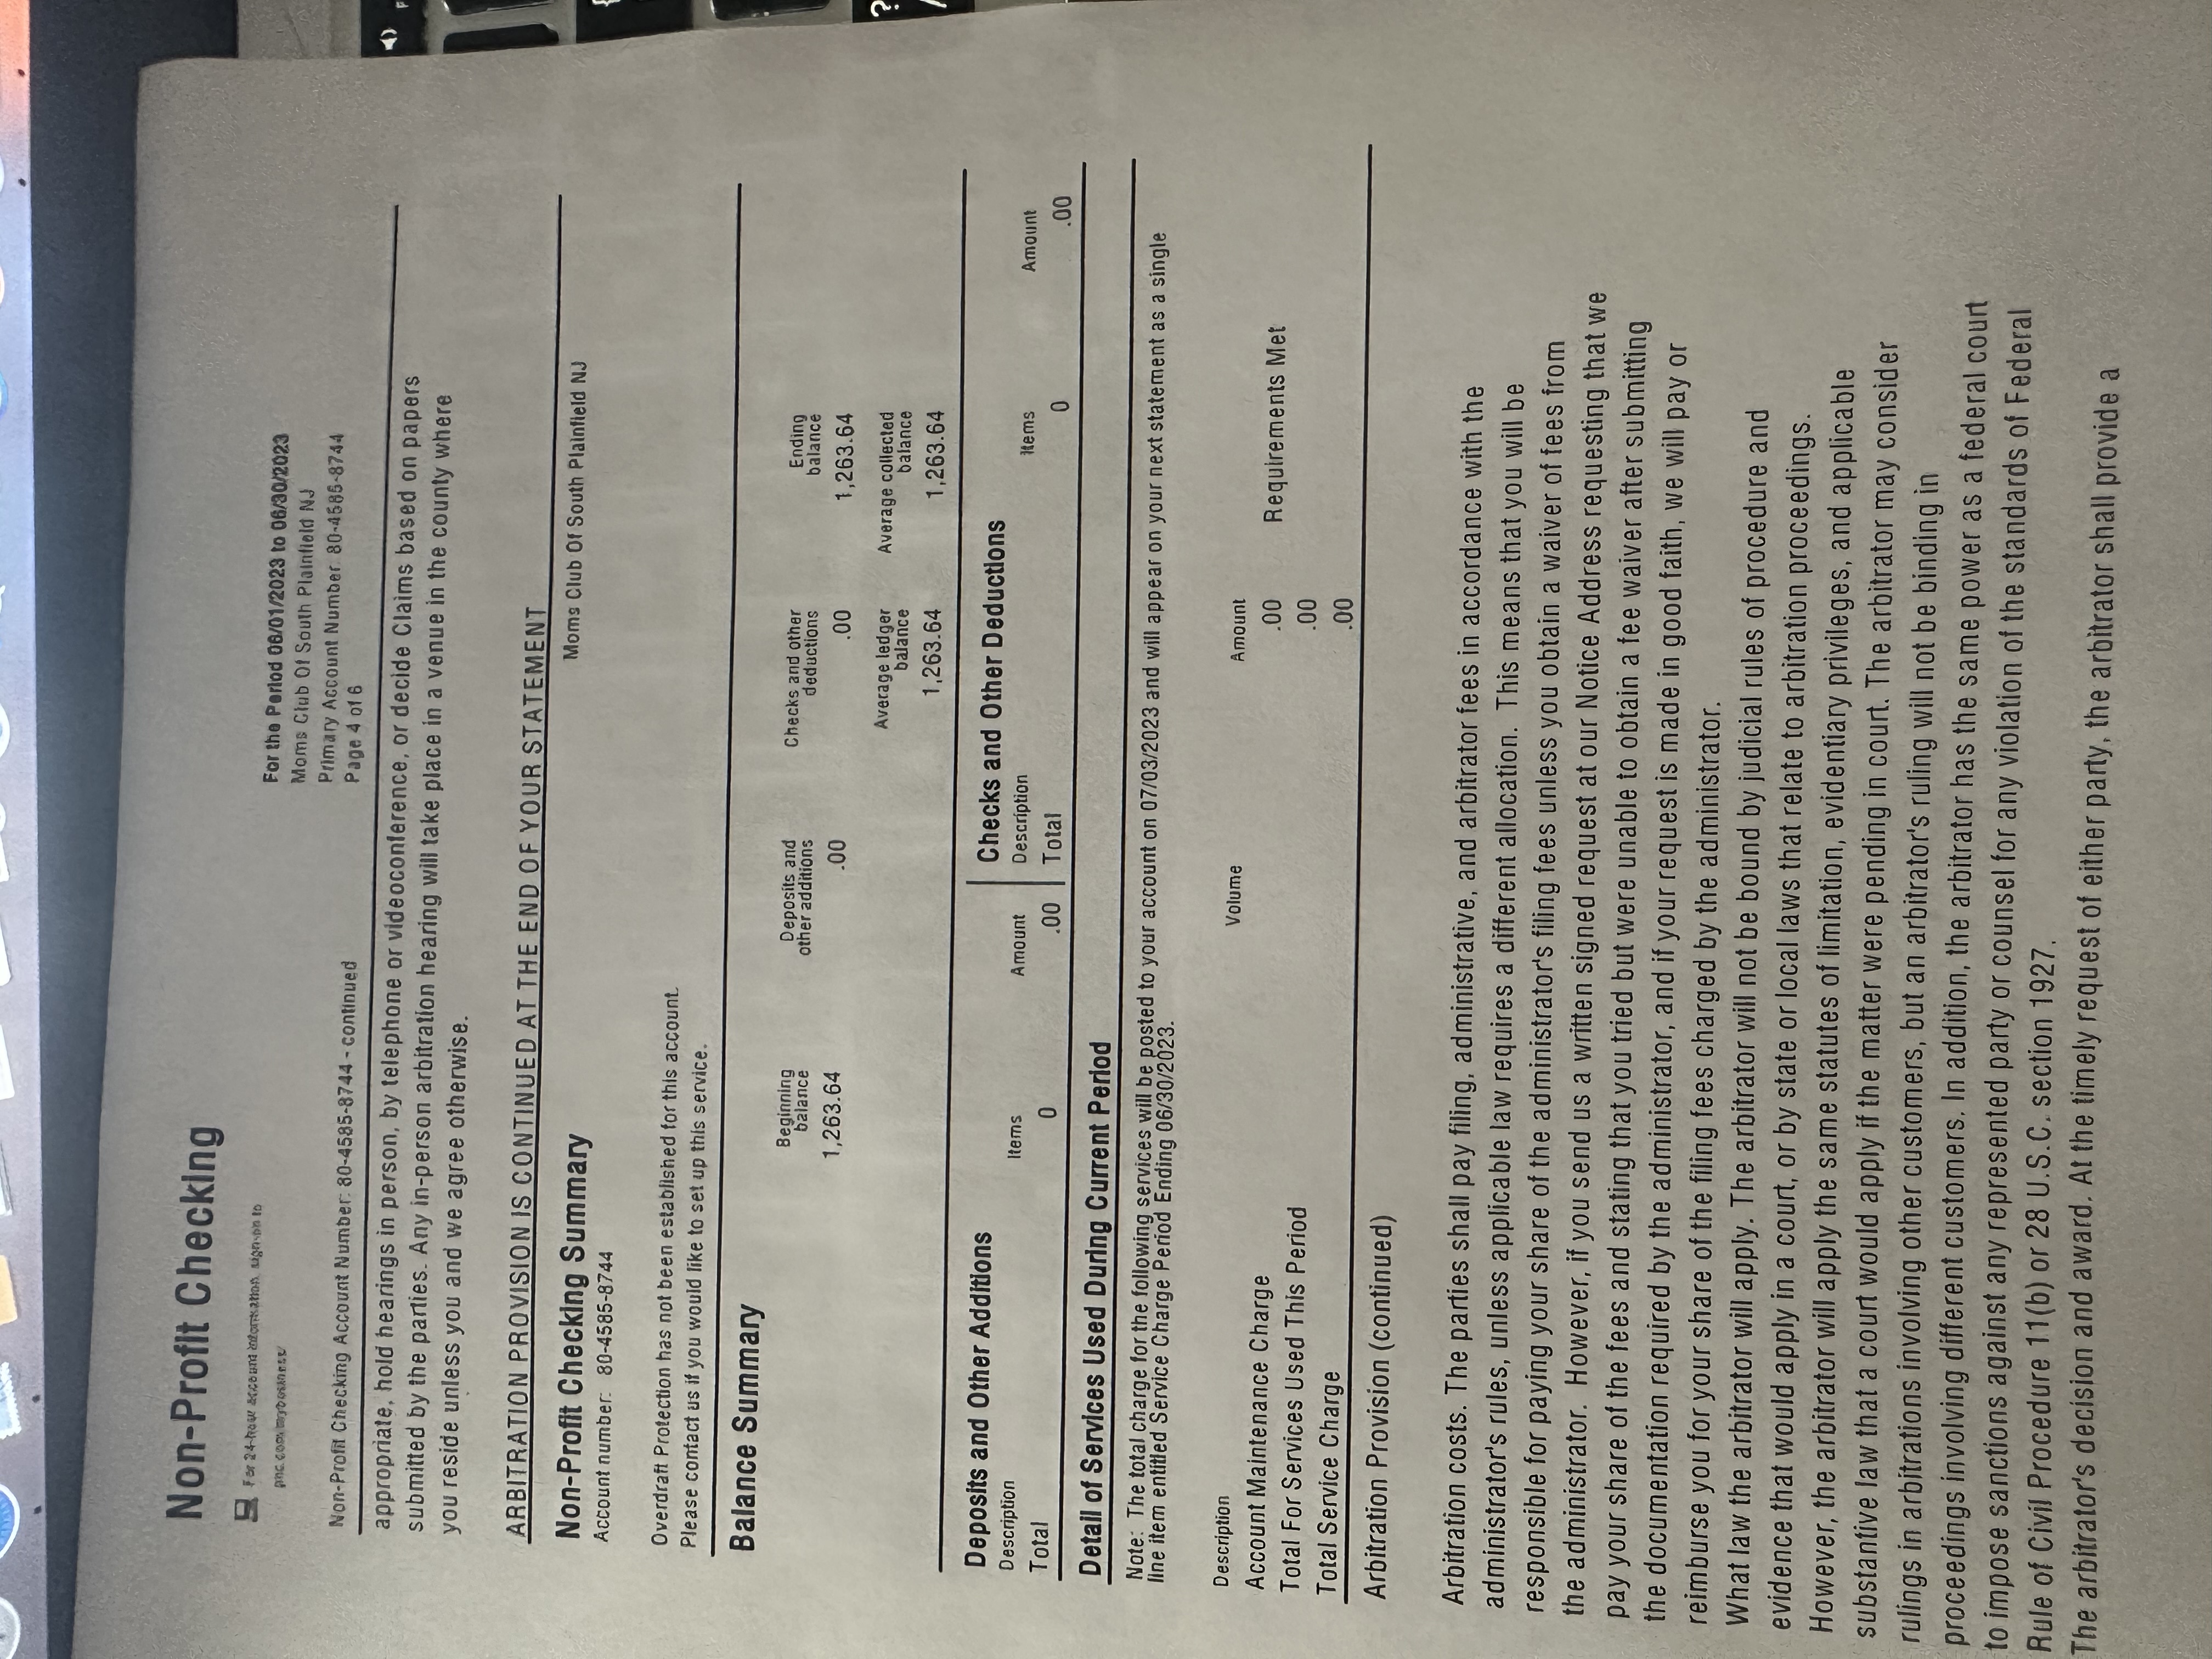 Non-Profit Checking
For 24-hour account information, sign-on to
pnc.com/mybusiness/
For the Period 06/01/2023 to 06/30/2023
Moms Club Of South Plainfield NJ
Primary Account Number: 80-4585-8744
Page 4 of 6
Non-Profit Checking Account Number: 80-4585-8744 - continued
appropriate, hold hearings in person, by telephone or videoconference, or decide Claims based on papers
submitted by the parties. Any in-person arbitration hearing will take place in a venue in the county where
you reside unless you and we agree otherwise.
ARBITRATION PROVISION IS CONTINUED AT THE END OF YOUR STATEMENT
Non-Profit Checking Summary
Moms Club Of South Plainfield NJ
Account number: 80-4585-8744
Overdraft Protection has not been established for this account.
Please contact us if you would like to set up this service.
Balance Summary
Beginning balance Deposits and other additions Checks and other deductions Ending balance
1,263.64 .00 .00 1,263.64
Average ledger balance Average collected balance
1,263.64 1,263.64
Deposits and Other Additions
Description Items Amount
Total 0 .00
Checks and Other Deductions
Description Items Amount
Total 0 .00
Detail of Services Used During Current Period
Note: The total charge for the following services will be posted to your account on 07/03/2023 and will appear on your next statement as a single
line item entitled Service Charge Period Ending 06/30/2023.
Description Volume Amount
Account Maintenance Charge .00 Requirements Met
Total For Services Used This Period .00
Total Service Charge .00
Arbitration Provision (continued)
Arbitration costs. The parties shall pay filing, administrative, and arbitrator fees in accordance with the
administrator's rules, unless applicable law requires a different allocation. This means that you will be
responsible for paying your share of the administrator's filing fees unless you obtain a waiver of fees from
the administrator. However, if you send us a written signed request at our Notice Address requesting that we
pay your share of the fees and stating that you tried but were unable to obtain a fee waiver after submitting
the documentation required by the administrator, and if your request is made in good faith, we will pay or
reimburse you for your share of the filing fees charged by the administrator.
What law the arbitrator will apply. The arbitrator will not be bound by judicial rules of procedure and
evidence that would apply in a court, or by state or local laws that relate to arbitration proceedings.
However, the arbitrator will apply the same statutes of limitation, evidentiary privileges, and applicable
substantive law that a court would apply if the matter were pending in court. The arbitrator may consider
rulings in arbitrations involving other customers, but an arbitrator's ruling will not be binding in
proceedings involving different customers. In addition, the arbitrator has the same power as a federal court
to impose sanctions against any represented party or counsel for any violation of the standards of Federal
Rule of Civil Procedure 11(b) or 28 U.S.C. section 1927.
The arbitrator's decision and award. At the timely request of either party, the arbitrator shall provide a
?
/